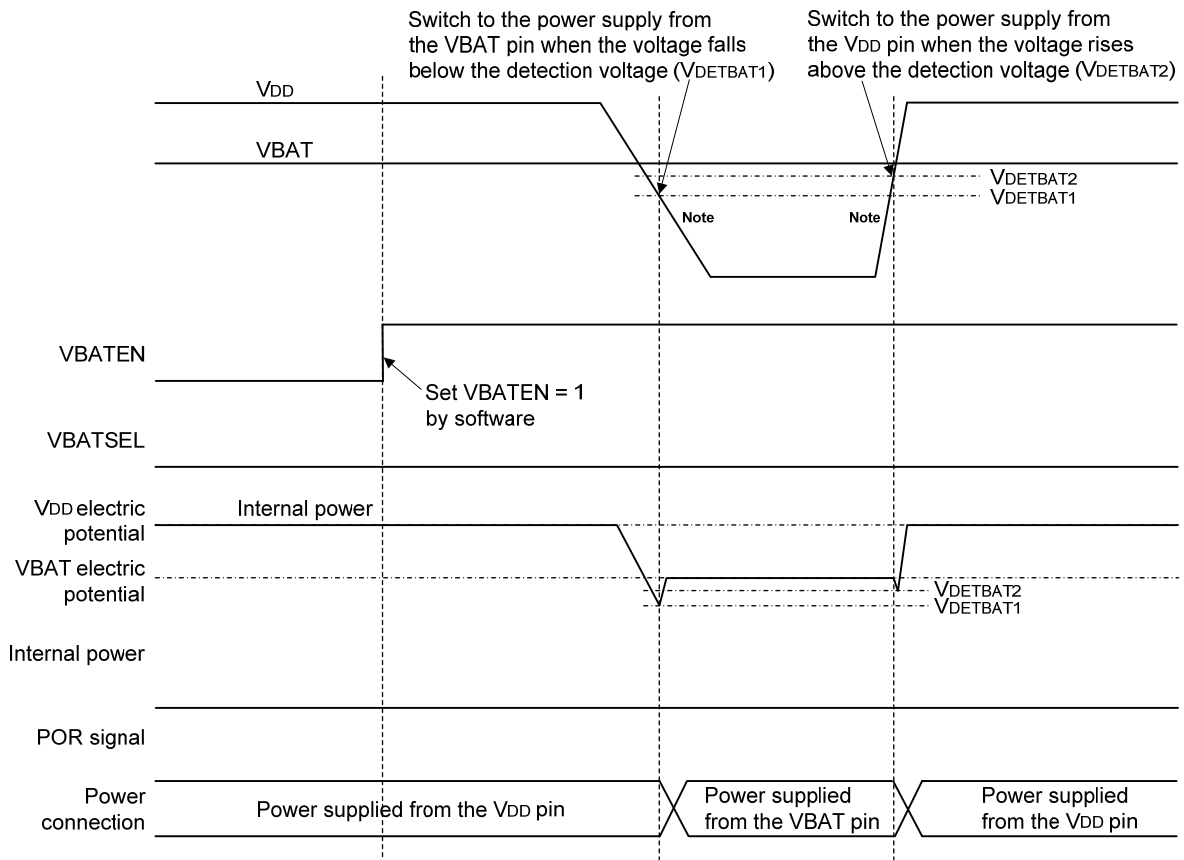 Switch to the power supply from
the VBAT pin when the voltage falls
below the detection voltage (VDETBAT1)
Switch to the power supply from
the VDD pin when the voltage rises
above the detection voltage (VDETBAT2)
VDD
VBAT
VDETBAT2
VDETBAT1
Note
Note
VBATEN
Set VBATEN = 1
by software
VBATSEL
VDD electric
potential
Internal power
VBAT electric
potential
VDETBAT2
VDETBAT1
Internal power
POR signal
Power
connection
Power supplied from the VDD pin
Power supplied
from the VBAT pin
Power supplied
from the VDD pin